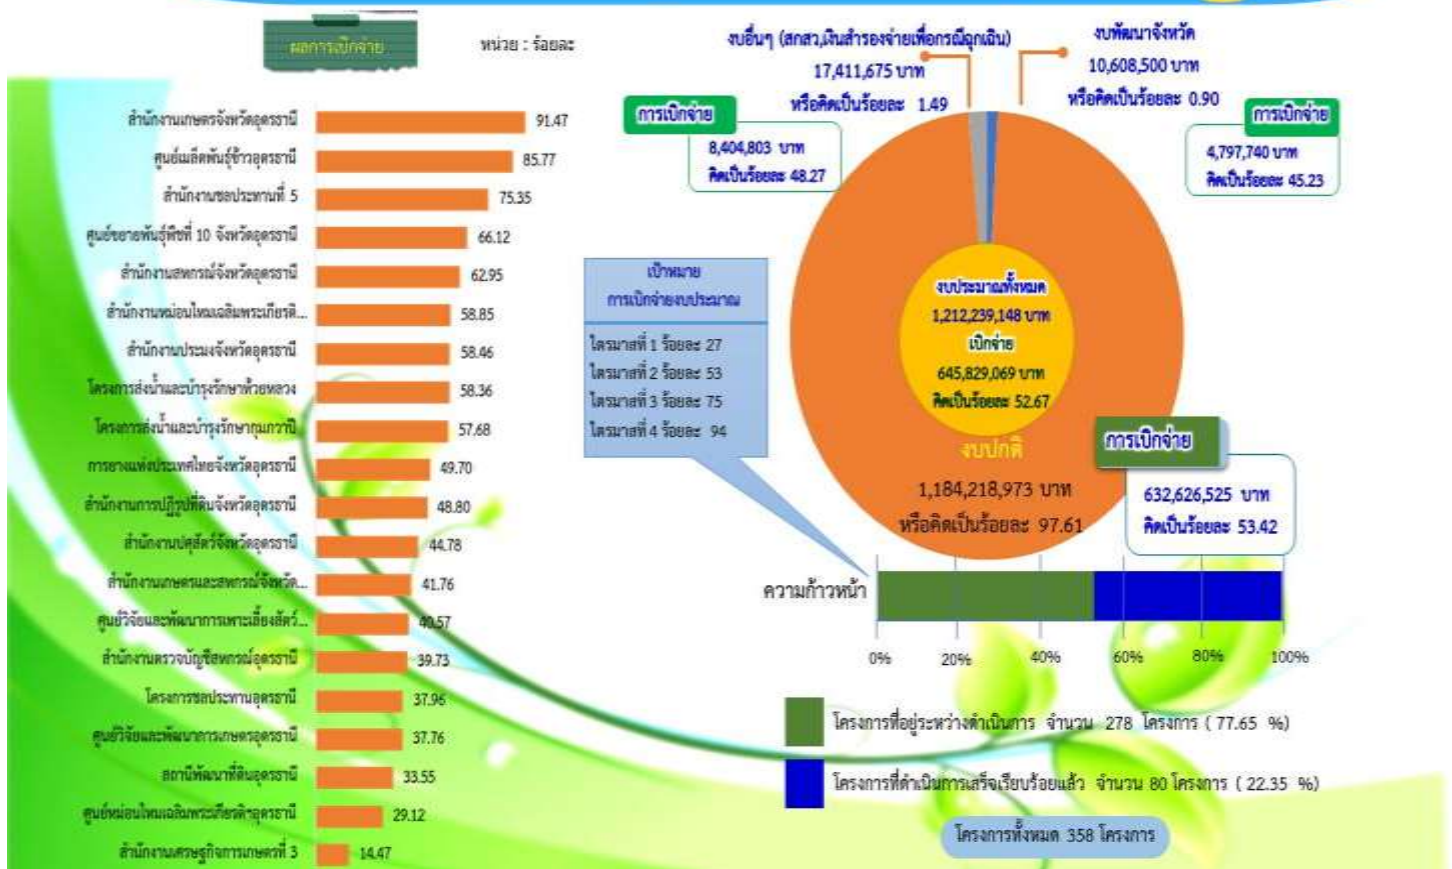 ผลการเบิกจ่าย
หน่วย : ร้อยละ
สำนักงานเกษตรจังหวัดอุดรธานี 91.47
ศูนย์เมล็ดพันธุ์ข้าวอุดรธานี 85.77
สำนักงานชลประทานที่ 5 75.35
ศูนย์ขยายพันธุ์พืชที่ 10 จังหวัดอุดรธานี 66.12
สำนักงานสหกรณ์จังหวัดอุดรธานี 62.95
สำนักงานหม่อนไหมเฉลิมพระเกียรติ... 58.85
สำนักงานประมงจังหวัดอุดรธานี 58.46
โครงการส่งน้ำและบำรุงรักษาห้วยหลวง 58.36
โครงการส่งน้ำและบำรุงรักษากุมภวาปี 57.68
การยางแห่งประเทศไทยจังหวัดอุดรธานี 49.70
สำนักงานการปฏิรูปที่ดินจังหวัดอุดรธานี 48.80
สำนักงานปศุสัตว์จังหวัดอุดรธานี 44.78
สำนักงานเกษตรและสหกรณ์จังหวัด... 41.76
ศูนย์วิจัยและพัฒนาการเพาะเลี้ยงสัตว์... 40.57
สำนักงานตรวจบัญชีสหกรณ์อุดรธานี 39.73
โครงการชลประทานอุดรธานี 37.96
ศูนย์วิจัยและพัฒนาการเกษตรอุดรธานี 37.76
สถานีพัฒนาที่ดินอุดรธานี 33.55
ศูนย์หม่อนไหมเฉลิมพระเกียรติฯอุดรธานี 29.12
สำนักงานเศรษฐกิจการเกษตรที่ 3 14.47
งบอื่นๆ (สกสว,เงินสำรองจ่ายเพื่อกรณีฉุกเฉิน)
17,411,675 บาท
หรือคิดเป็นร้อยละ 1.49
การเบิกจ่าย
8,404,803 บาท
คิดเป็นร้อยละ 48.27
งบพัฒนาจังหวัด
10,608,500 บาท
หรือคิดเป็นร้อยละ 0.90
การเบิกจ่าย
4,797,740 บาท
คิดเป็นร้อยละ 45.23
เป้าหมาย
การเบิกจ่ายงบประมาณ
ไตรมาสที่ 1 ร้อยละ 27
ไตรมาสที่ 2 ร้อยละ 53
ไตรมาสที่ 3 ร้อยละ 75
ไตรมาสที่ 4 ร้อยละ 94
งบประมาณทั้งหมด
1,212,239,148 บาท
เบิกจ่าย
645,829,069 บาท
คิดเป็นร้อยละ 52.67
งบปกติ
1,184,218,973 บาท
หรือคิดเป็นร้อยละ 97.61
การเบิกจ่าย
632,626,525 บาท
คิดเป็นร้อยละ 53.42
ความก้าวหน้า
0% 20% 40% 60% 80% 100%
โครงการที่อยู่ระหว่างดำเนินการ จำนวน 278 โครงการ ( 77.65 %)
โครงการที่ดำเนินการเสร็จเรียบร้อยแล้ว จำนวน 80 โครงการ ( 22.35 %)
โครงการทั้งหมด 358 โครงการ